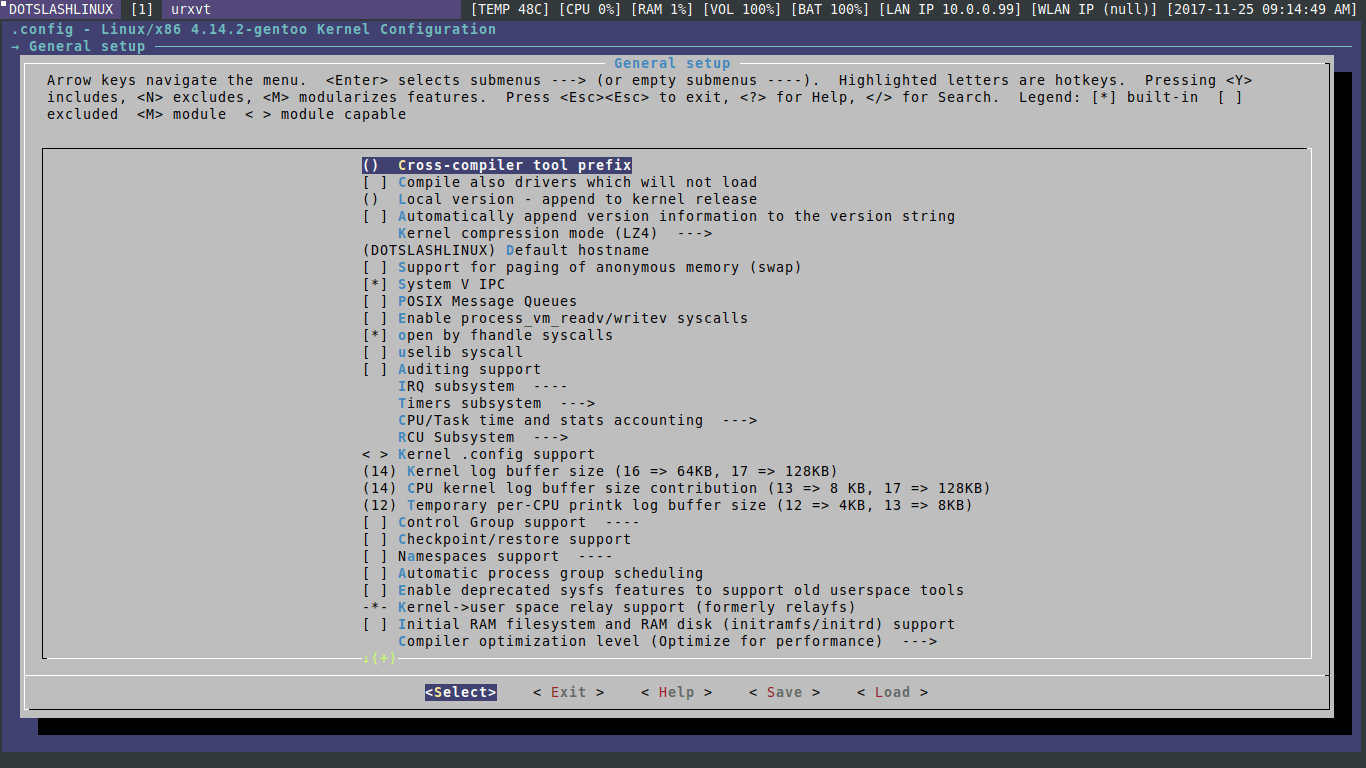 DOTSLASHLINUX [1] urxvt [TEMP 48C] [CPU 0%] [RAM 1%] [VOL 100%] [BAT 100%] [LAN IP 10.0.0.99] [WLAN IP (null)] [2017-11-25 09:14:49 AM]
.config - Linux/x86 4.14.2-gentoo Kernel Configuration
→ General setup
General setup
Arrow keys navigate the menu. <Enter> selects submenus ---> (or empty submenus ----). Highlighted letters are hotkeys. Pressing <Y>
includes, <N> excludes, <M> modularizes features. Press <Esc><Esc> to exit, <?> for Help, </> for Search. Legend: [*] built-in [ ]
excluded <M> module < > module capable
() Cross-compiler tool prefix
[ ] Compile also drivers which will not load
() Local version - append to kernel release
[ ] Automatically append version information to the version string
Kernel compression mode (LZ4) --->
(DOTSLASHLINUX) Default hostname
[ ] Support for paging of anonymous memory (swap)
[*] System V IPC
[ ] POSIX Message Queues
[ ] Enable process_vm_readv/writev syscalls
[*] open by fhandle syscalls
[ ] uselib syscall
[ ] Auditing support
IRQ subsystem ----
Timers subsystem --->
CPU/Task time and stats accounting --->
RCU Subsystem --->
< > Kernel .config support
(14) Kernel log buffer size (16 => 64KB, 17 => 128KB)
(14) CPU kernel log buffer size contribution (13 => 8 KB, 17 => 128KB)
(12) Temporary per-CPU printk log buffer size (12 => 4KB, 13 => 8KB)
[ ] Control Group support ----
[ ] Checkpoint/restore support
[ ] Namespaces support ----
[ ] Automatic process group scheduling
[ ] Enable deprecated sysfs features to support old userspace tools
-*- Kernel->user space relay support (formerly relayfs)
[ ] Initial RAM filesystem and RAM disk (initramfs/initrd) support
Compiler optimization level (Optimize for performance) --->
↓(+)
<Select> < Exit > < Help > < Save > < Load >